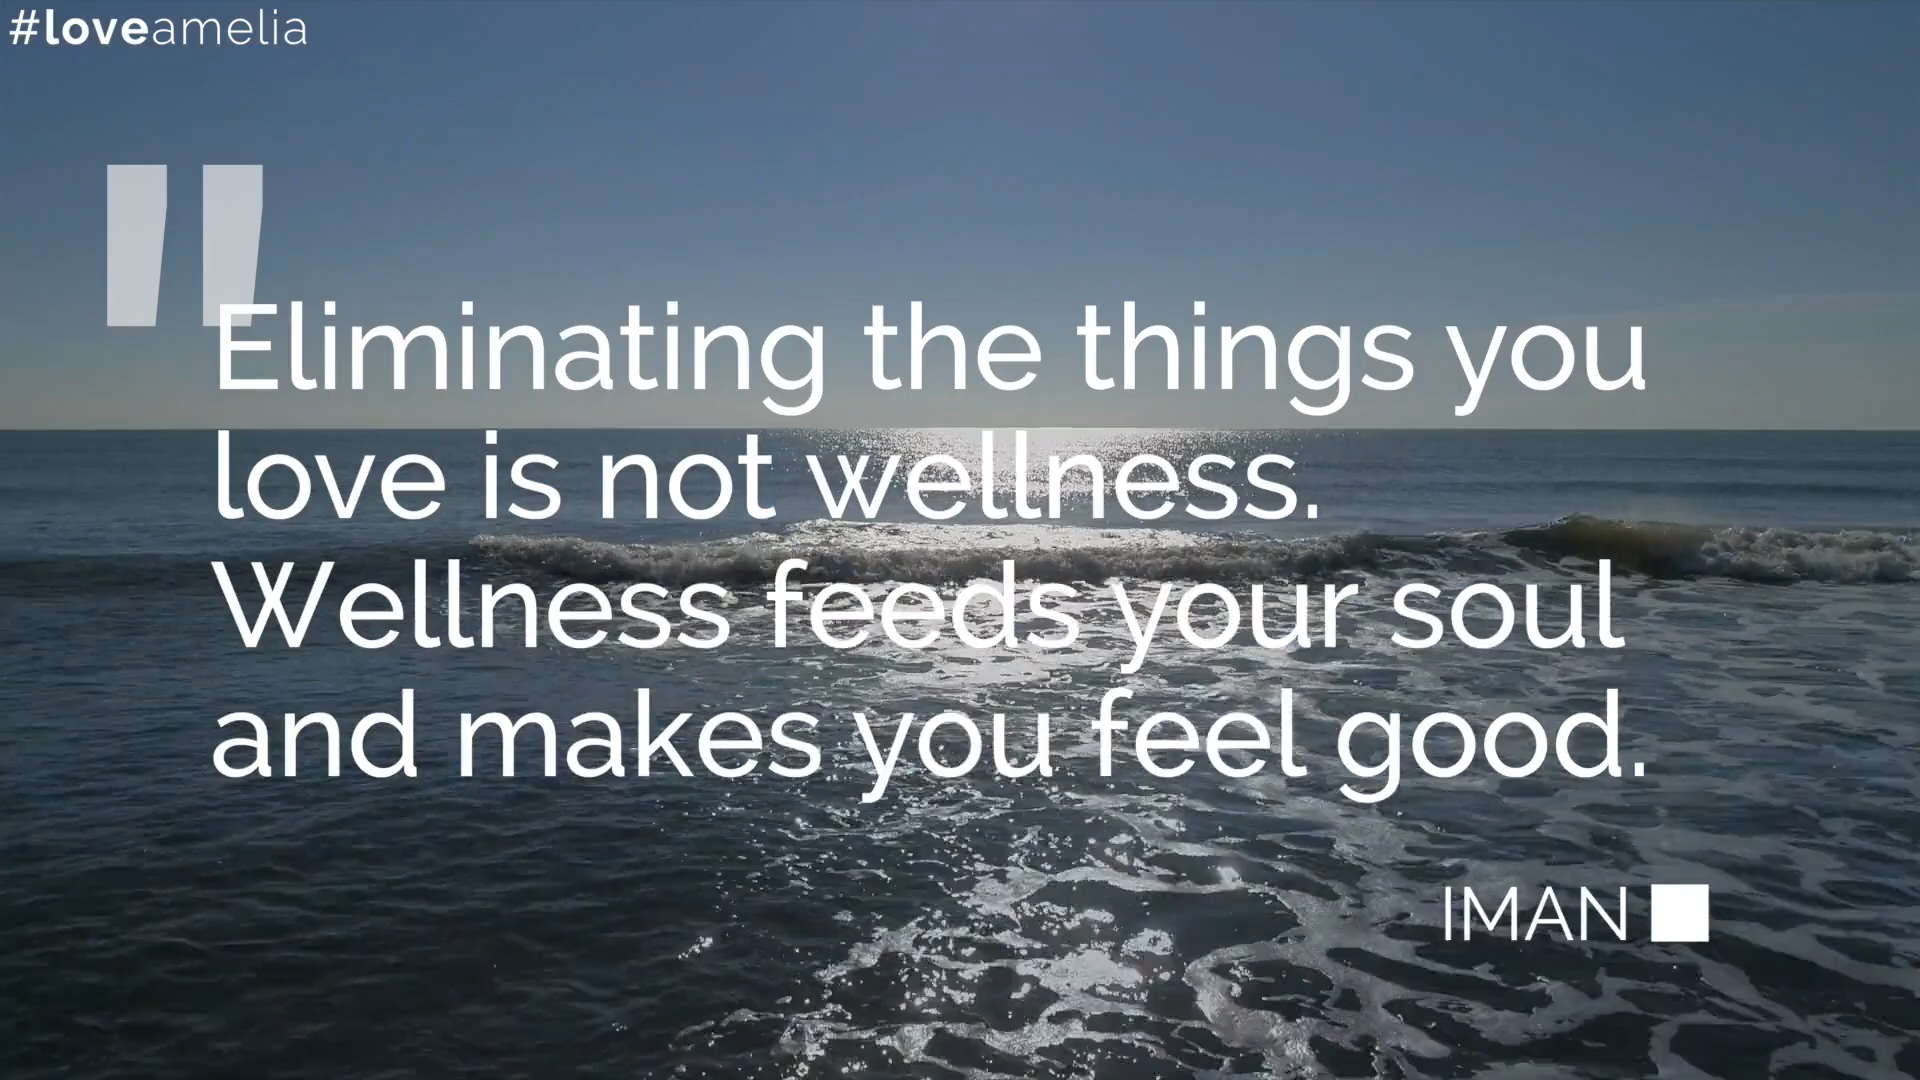 #loveamelia
"
Eliminating the things you
love is not wellness.
Wellness feeds your soul
and makes you feel good.
IMAN